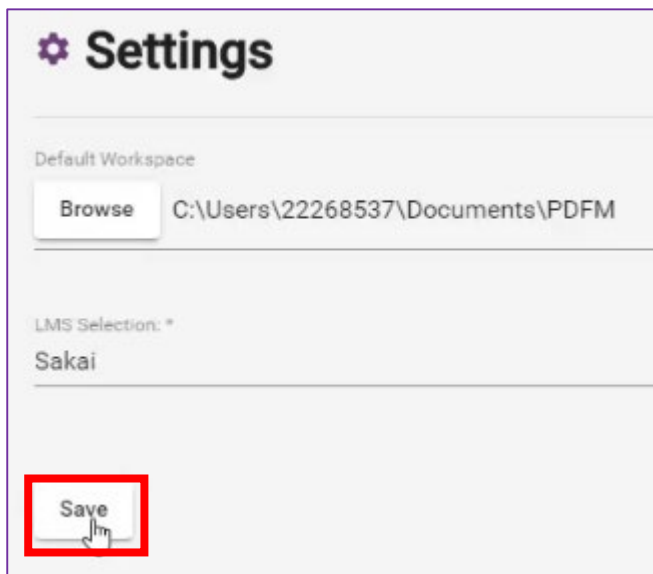 Settings
Default Workspace
Browse C:\Users\22268537\Documents\PDFM
LMS Selection: *
Sakai
Save